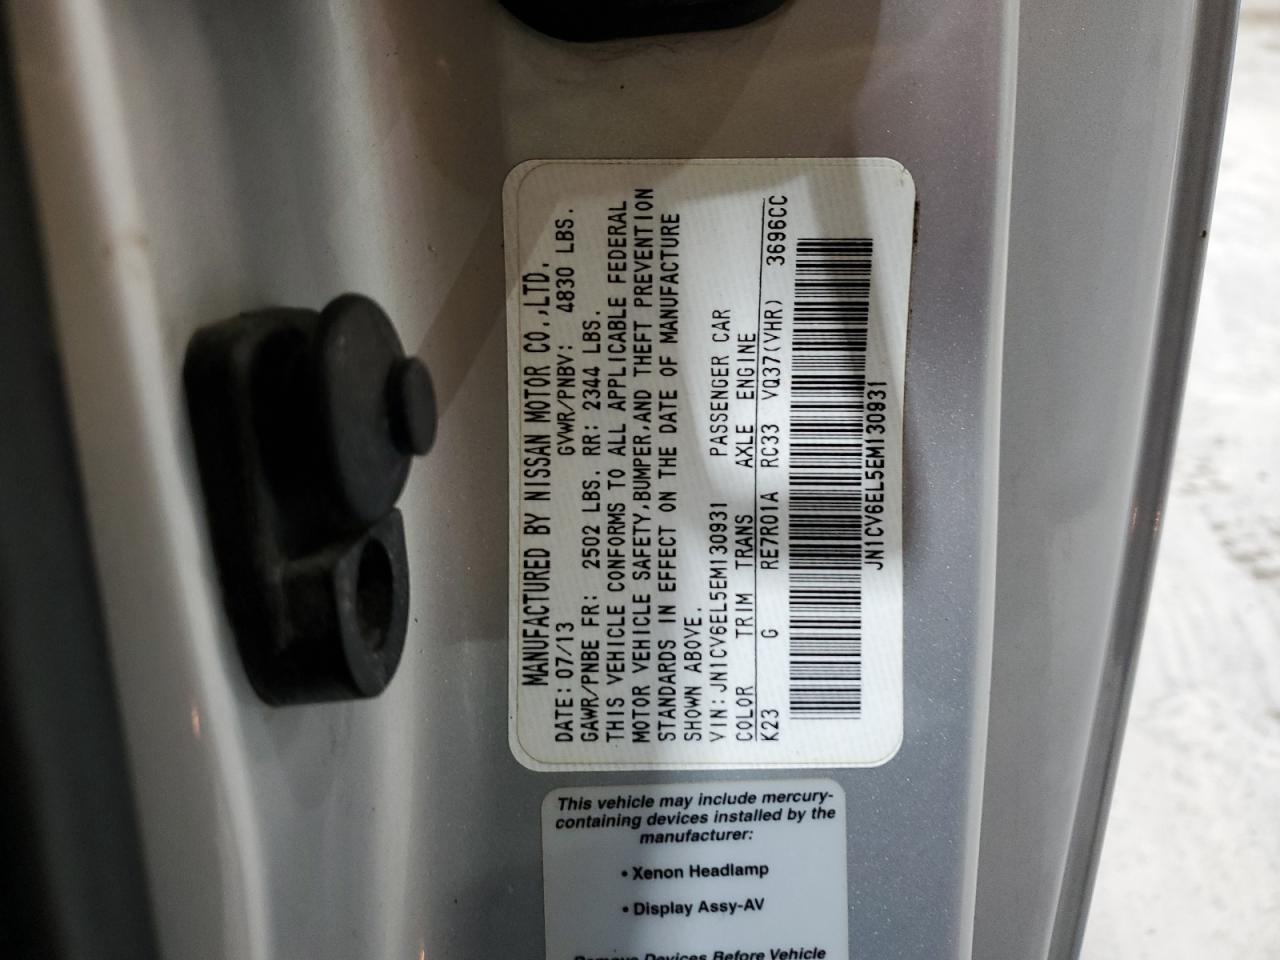 MANUFACTURED BY NISSAN MOTOR CO.,LTD.
DATE:07/13 GVWR/PNBV: 4830 LBS.
GAWR/PNBE FR: 2502 LBS. RR: 2344 LBS.
THIS VEHICLE CONFORMS TO ALL APPLICABLE FEDERAL
MOTOR VEHICLE SAFETY,BUMPER,AND THEFT PREVENTION
STANDARDS IN EFFECT ON THE DATE OF MANUFACTURE
SHOWN ABOVE.
VIN:JN1CV6EL5EM130931 PASSENGER CAR
COLOR TRIM TRANS AXLE ENGINE
K23 G RE7R01A RC33 VQ37(VHR) 3696CC
JN1CV6EL5EM130931
This vehicle may include mercury-
containing devices installed by the
manufacturer:
• Xenon Headlamp
• Display Assy-AV
Remove Devices Before Vehicle